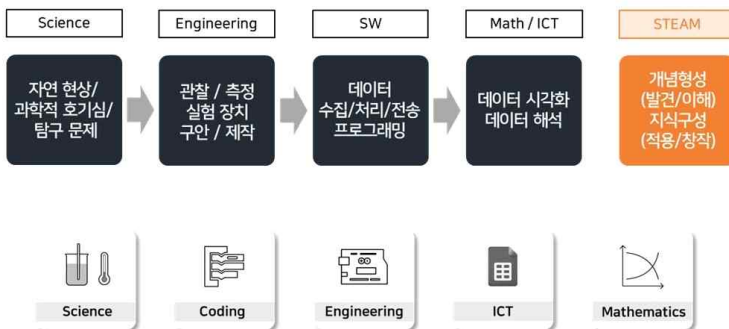 Science
Engineering
SW
Math / ICT
STEAM
자연 현상/
과학적 호기심/
탐구 문제
관찰 / 측정
실험 장치
구안 / 제작
데이터
수집/처리/전송
프로그래밍
데이터 시각화
데이터 해석
개념형성
(발견/이해)
지식구성
(적용/창작)
Science
Coding
Engineering
ICT
Mathematics